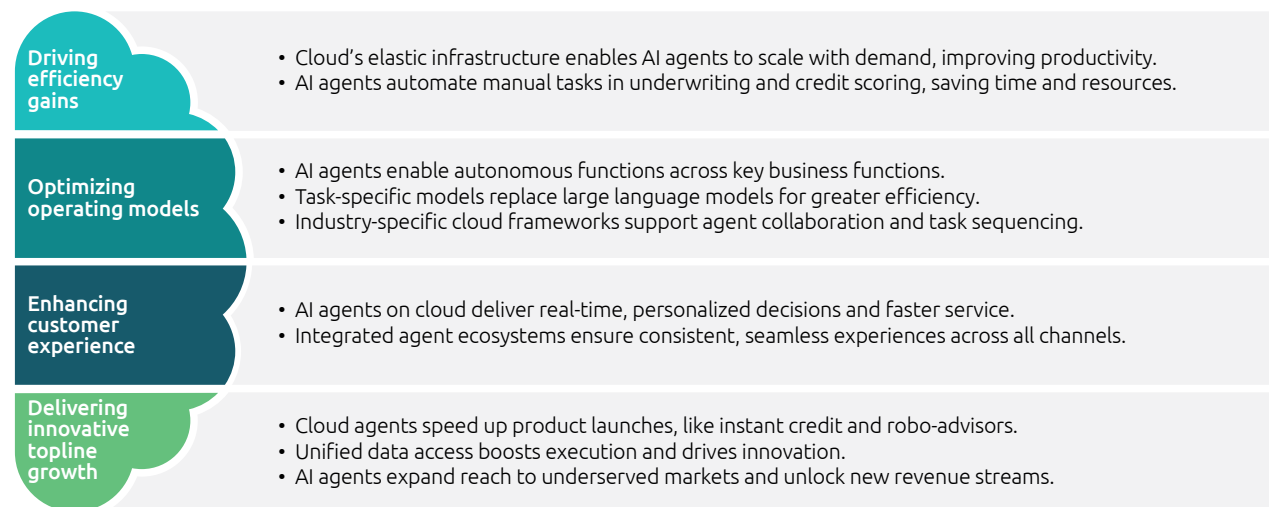 Driving
efficiency
gains
• Cloud’s elastic infrastructure enables AI agents to scale with demand, improving productivity.
• AI agents automate manual tasks in underwriting and credit scoring, saving time and resources.
Optimizing
operating models
• AI agents enable autonomous functions across key business functions.
• Task-specific models replace large language models for greater efficiency.
• Industry-specific cloud frameworks support agent collaboration and task sequencing.
Enhancing
customer
experience
• AI agents on cloud deliver real-time, personalized decisions and faster service.
• Integrated agent ecosystems ensure consistent, seamless experiences across all channels.
Delivering
innovative
topline
growth
• Cloud agents speed up product launches, like instant credit and robo-advisors.
• Unified data access boosts execution and drives innovation.
• AI agents expand reach to underserved markets and unlock new revenue streams.